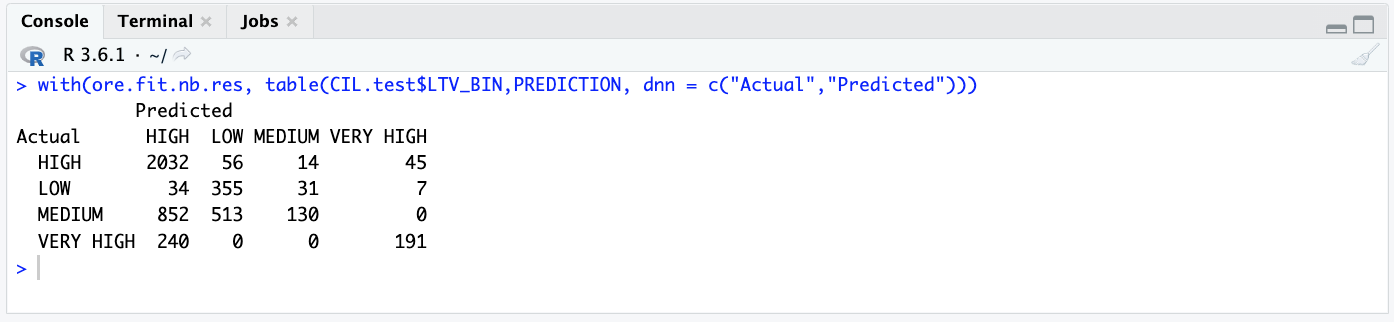 Console Terminal × Jobs ×
R R 3.6.1 · ~/
> with(ore.fit.nb.res, table(CIL.test$LTV_BIN,PREDICTION, dnn = c("Actual","Predicted")))
           Predicted
Actual      HIGH  LOW MEDIUM VERY HIGH
  HIGH      2032   56     14        45
  LOW         34  355     31         7
  MEDIUM     852  513    130         0
  VERY HIGH  240    0      0       191
>